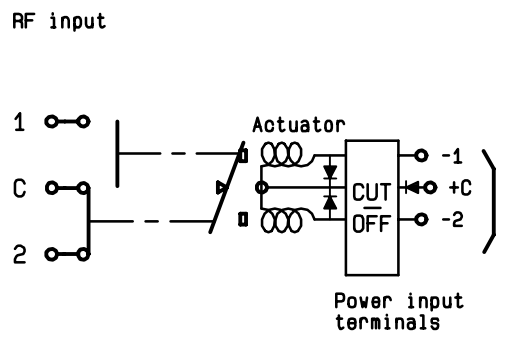 RF input
Actuator
1
-1
C
CUT
+C
OFF
-2
2
Power input
terminals